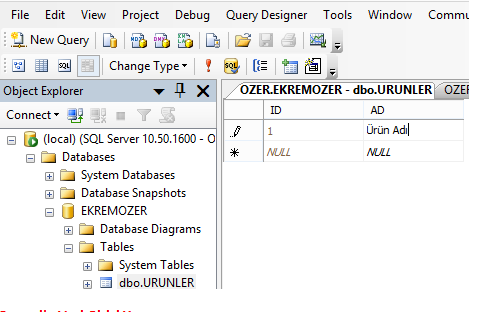 File Edit View Project Debug Query Designer Tools Window Commu
New Query
Change Type
Object Explorer
Connect
(local) (SQL Server 10.50.1600 - O
Databases
System Databases
Database Snapshots
EKREMOZER
Database Diagrams
Tables
System Tables
dbo.URUNLER
OZER.EKREMOZER - dbo.URUNLER OZER
ID AD
1 Ürün Adı
NULL NULL